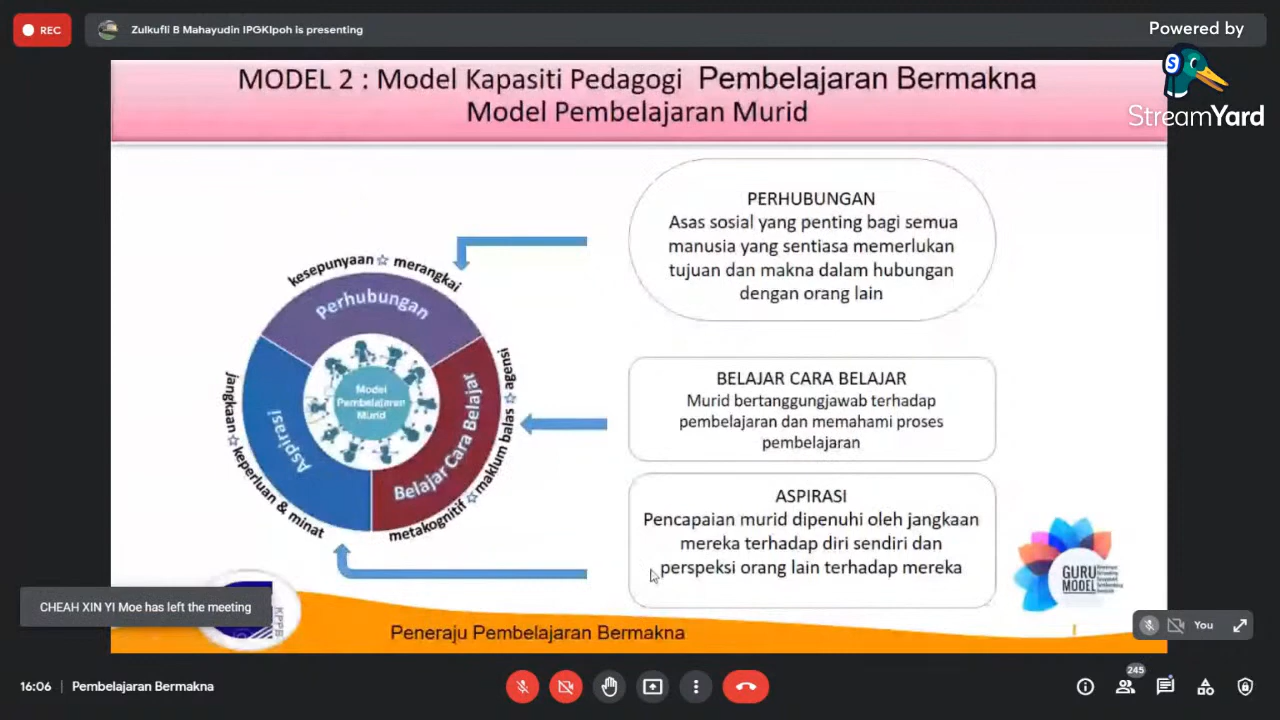 REC
Zulkufli B Mahayudin IPGKIpoh is presenting
Powered by
S
StreamYard
MODEL 2 : Model Kapasiti Pedagogi Pembelajaran Bermakna
Model Pembelajaran Murid
PERHUBUNGAN
Asas sosial yang penting bagi semua
manusia yang sentiasa memerlukan
tujuan dan makna dalam hubungan
dengan orang lain
kesepunyaan ☆ merangkai
Perhubungan
Model
Pembelajaran
Murid
Aspirasi
jangkaan ☆ keperluan & minat
Belajar Cara Belajar
metakognitif ☆ maklum balas ☆ agensi
BELAJAR CARA BELAJAR
Murid bertanggungjawab terhadap
pembelajaran dan memahami proses
pembelajaran
ASPIRASI
Pencapaian murid dipenuhi oleh jangkaan
mereka terhadap diri sendiri dan
perspeksi orang lain terhadap mereka
GURU
MODEL
CHEAH XIN YI Moe has left the meeting
KPPB
Peneraju Pembelajaran Bermakna
You
16:06 | Pembelajaran Bermakna
245